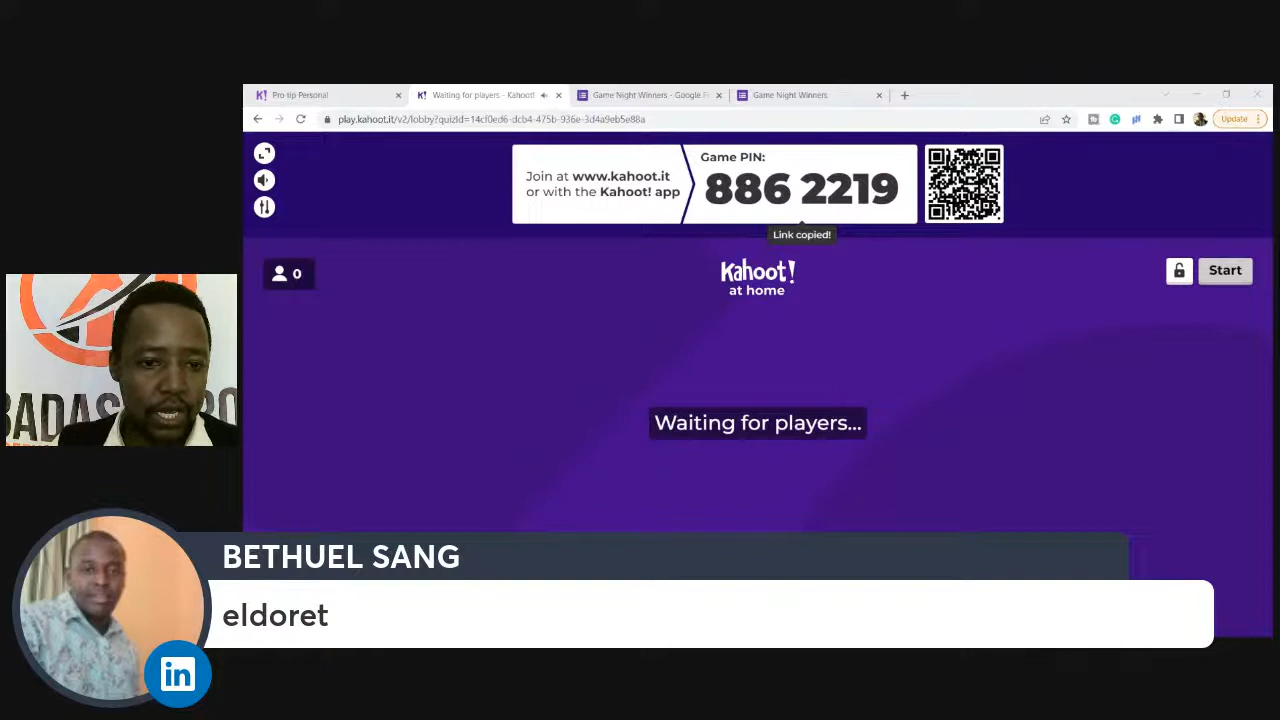 Pro tip Personal
Waiting for players - Kahoot!
Game Night Winners - Google F
Game Night Winners
play.kahoot.it/v2/lobby?quizId=14cf0ed6-dcb4-475b-936e-3d4a9eb5e88a
Update
Join at www.kahoot.it
or with the Kahoot! app
Game PIN:
886 2219
Link copied!
0
Kahoot!
at home
Start
Waiting for players...
BADAS
BETHUEL SANG
eldoret
in